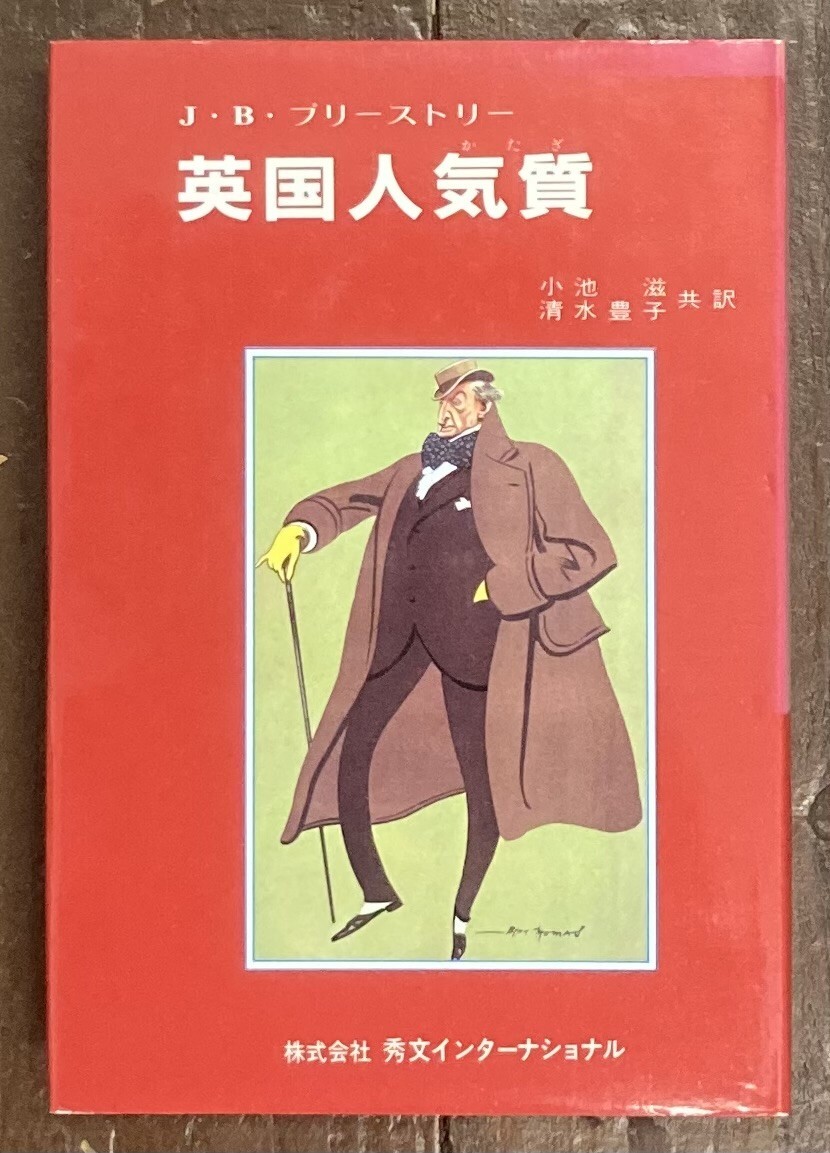 J・B・プリーストリー
かたぎ
英国人気質
小池 滋
清水豊子 共訳
Bert Thomas
株式会社 秀文インターナショナル